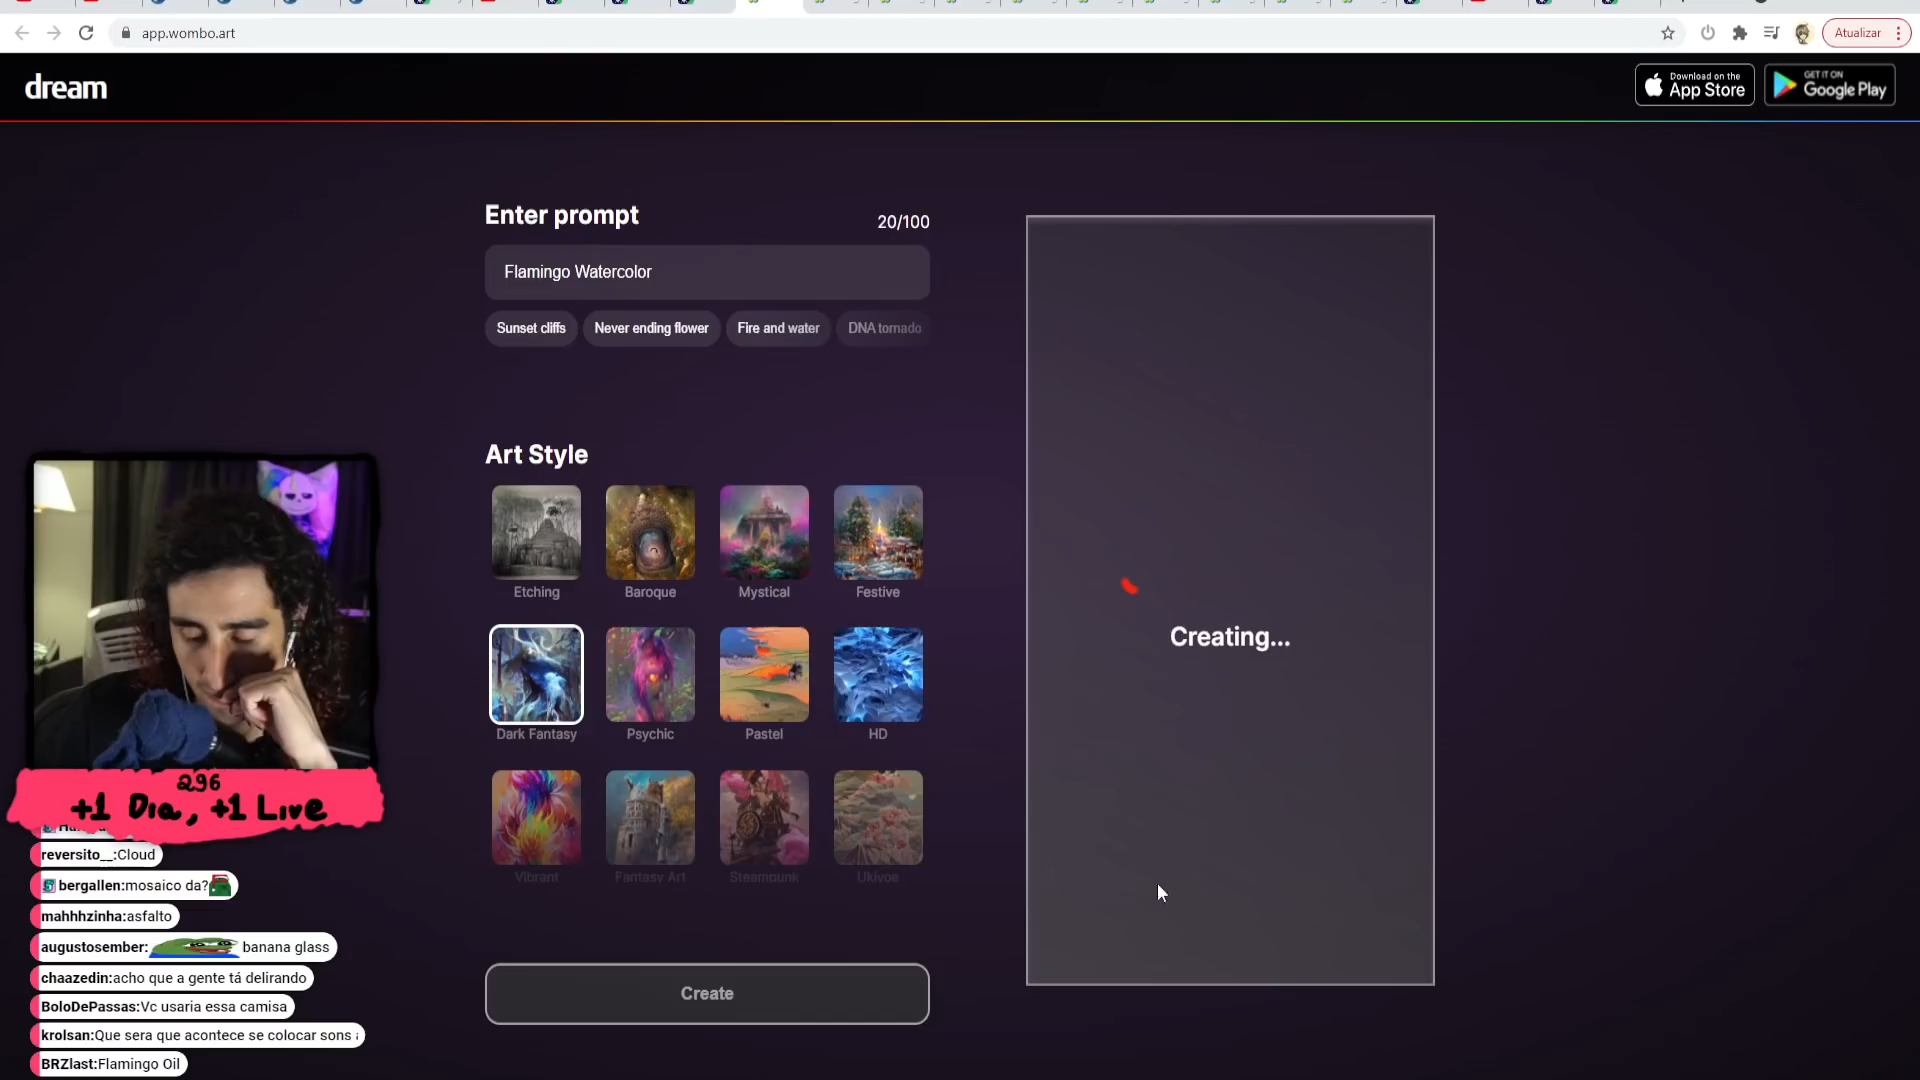 app.wombo.art
Atualizar
dream
Download on the
App Store
GET IT ON
Google Play
Enter prompt
20/100
Flamingo Watercolor
Sunset cliffs
Never ending flower
Fire and water
DNA tornado
Art Style
Etching
Baroque
Mystical
Festive
Dark Fantasy
Psychic
Pastel
HD
Vibrant
Fantasy Art
Steampunk
Ukiyoe
Create
Creating...
296
+1 Dia, +1 Live
reversito__:Cloud
bergallen:mosaico da?
mahhhzinha:asfalto
augustosember: banana glass
chaazedin:acho que a gente tá delirando
BoloDePassas:Vc usaria essa camisa
krolsan:Que sera que acontece se colocar sons
BRZlast:Flamingo Oil